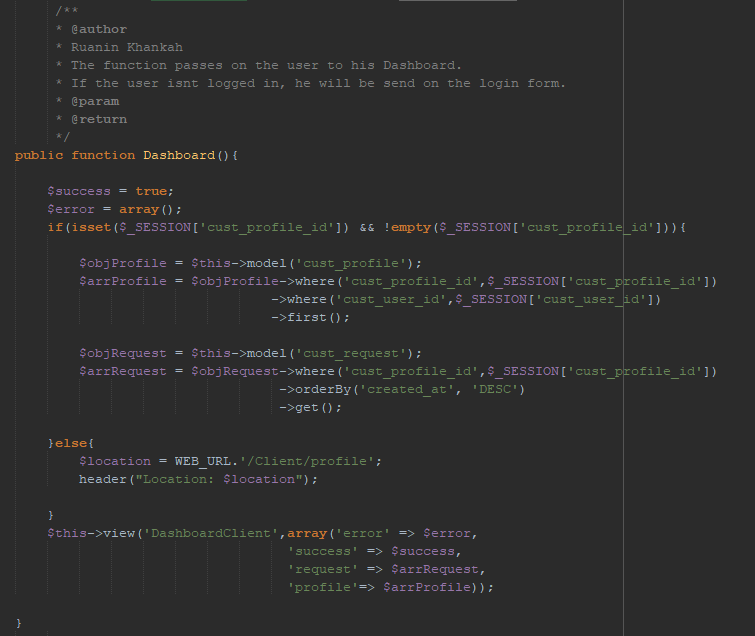 /**
* @author
* Ruanin Khankah
* The function passes on the user to his Dashboard.
* If the user isnt logged in, he will be send on the login form.
* @param
* @return
*/
public function Dashboard(){
$success = true;
$error = array();
if(isset($_SESSION['cust_profile_id']) && !empty($_SESSION['cust_profile_id'])){
$objProfile = $this->model('cust_profile');
$arrProfile = $objProfile->where('cust_profile_id',$_SESSION['cust_profile_id'])
->where('cust_user_id',$_SESSION['cust_user_id'])
->first();
$objRequest = $this->model('cust_request');
$arrRequest = $objRequest->where('cust_profile_id',$_SESSION['cust_profile_id'])
->orderBy('created_at', 'DESC')
->get();
}else{
$location = WEB_URL.'/Client/profile';
header("Location: $location");
}
$this->view('DashboardClient',array('error' => $error,
'success' => $success,
'request' => $arrRequest,
'profile'=> $arrProfile));
}